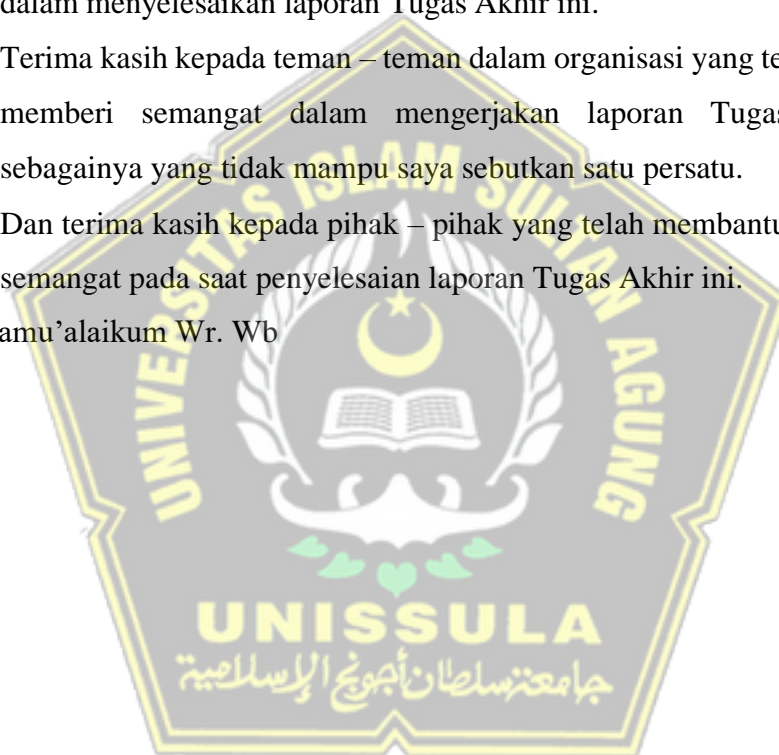 dalam menyelesaikan laporan Tugas Akhir ini.
Terima kasih kepada teman – teman dalam organisasi yang te
memberi semangat dalam mengerjakan laporan Tugas
sebagainya yang tidak mampu saya sebutkan satu persatu.
Dan terima kasih kepada pihak – pihak yang telah membantu
semangat pada saat penyelesaian laporan Tugas Akhir ini.
amu’alaikum Wr. Wb
UNIVERSITAS ISLAM SULTAN AGUNG
UNISSULA
جامعتنسلطان أجونج الإسلامية